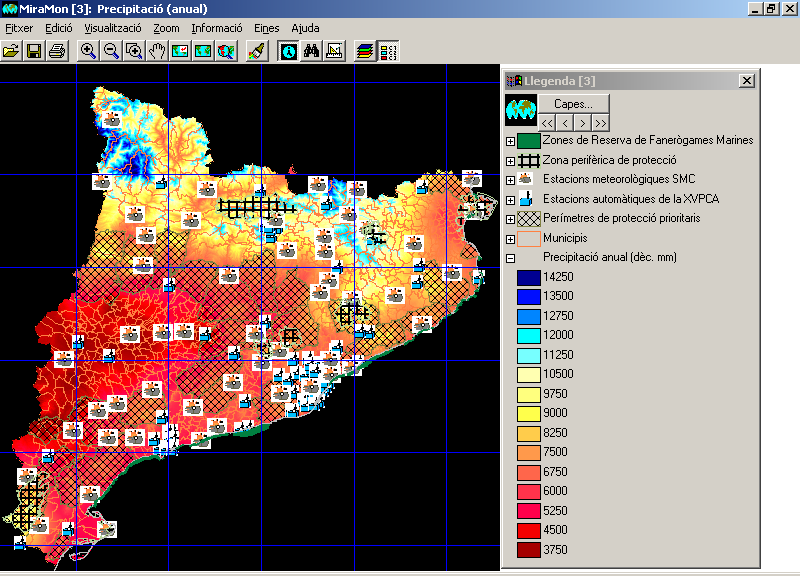 MiraMon [3]: Precipitació (anual)
Fitxer Edició Visualització Zoom Informació Eines Ajuda
Llegenda [3]
Capes...
<< < > >>
Zones de Reserva de Fanerògames Marines
Zona perifèrica de protecció
Estacions meteorològiques SMC
Estacions automàtiques de la XVPCA
Perímetres de protecció prioritaris
Municipis
Precipitació anual (dèc. mm)
14250
13500
12750
12000
11250
10500
9750
9000
8250
7500
6750
6000
5250
4500
3750